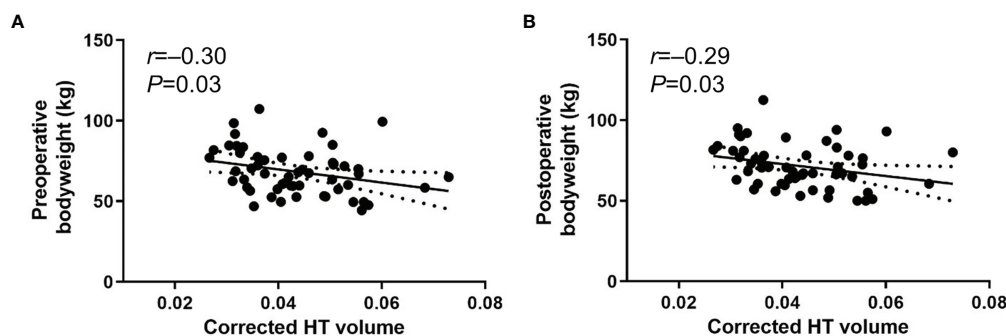 A
Preoperative
bodyweight (kg)
150
100
50
0
r=–0.30
P=0.03
0.02
0.04
0.06
0.08
Corrected HT volume
B
Postoperative
bodyweight (kg)
150
100
50
0
r=–0.29
P=0.03
0.02
0.04
0.06
0.08
Corrected HT volume